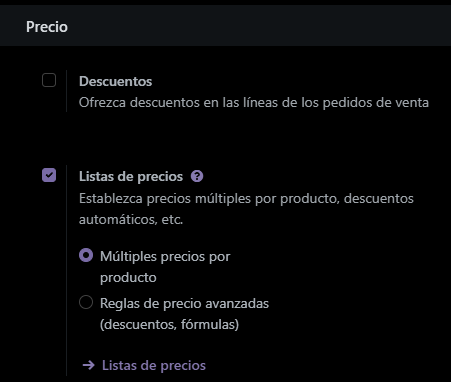 Precio
Descuentos
Ofrezca descuentos en las líneas de los pedidos de venta
Listas de precios ?
Establezca precios múltiples por producto, descuentos
automáticos, etc.
Múltiples precios por
producto
Reglas de precio avanzadas
(descuentos, fórmulas)
→ Listas de precios